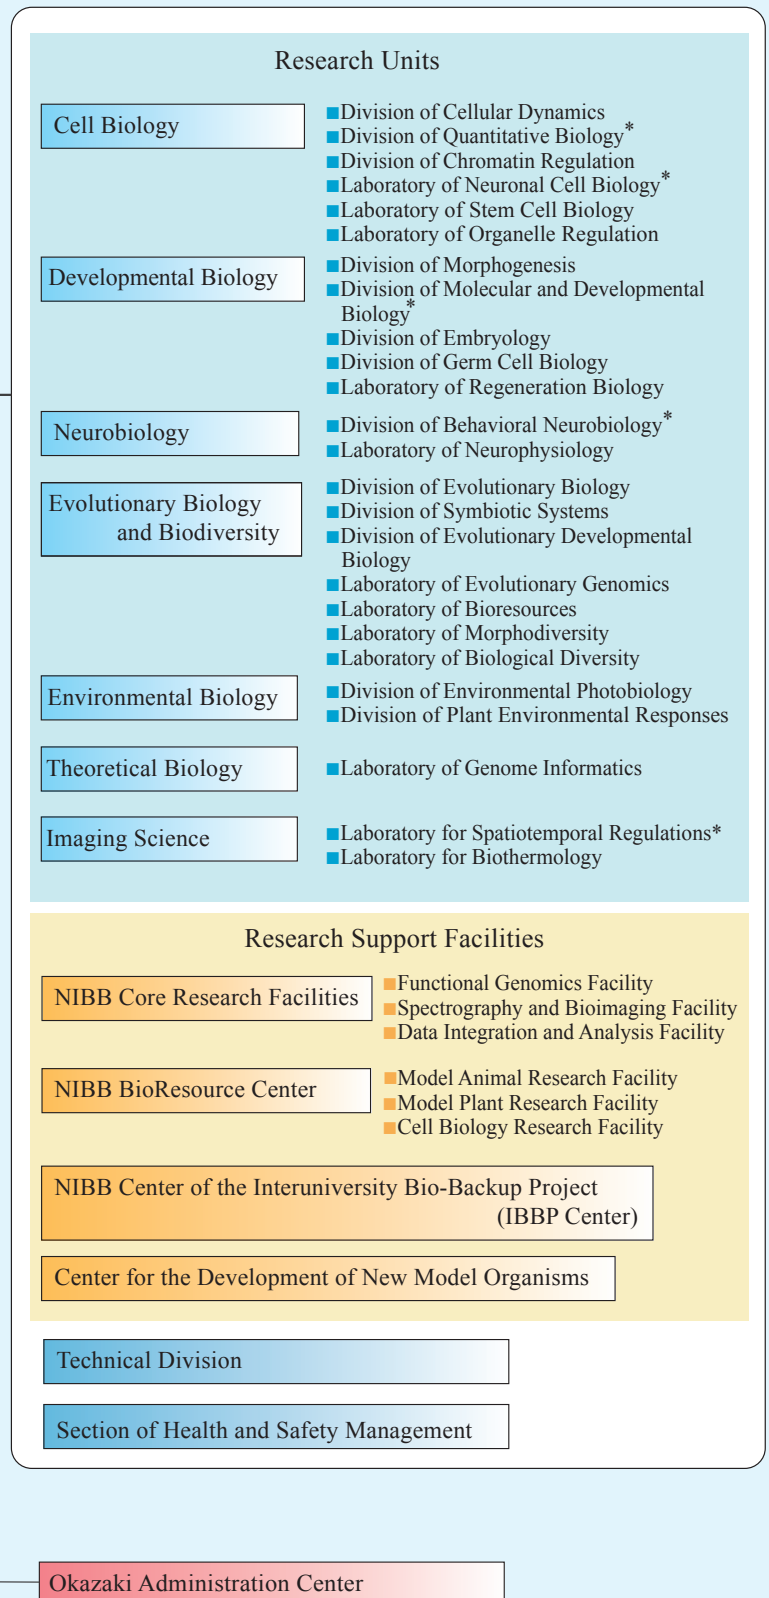 Research Units
Cell Biology
■Division of Cellular Dynamics
■Division of Quantitative Biology*
■Division of Chromatin Regulation
■Laboratory of Neuronal Cell Biology*
■Laboratory of Stem Cell Biology
■Laboratory of Organelle Regulation
Developmental Biology
■Division of Morphogenesis
■Division of Molecular and Developmental
Biology*
■Division of Embryology
■Division of Germ Cell Biology
■Laboratory of Regeneration Biology
Neurobiology
■Division of Behavioral Neurobiology*
■Laboratory of Neurophysiology
Evolutionary Biology
and Biodiversity
■Division of Evolutionary Biology
■Division of Symbiotic Systems
■Division of Evolutionary Developmental
Biology
■Laboratory of Evolutionary Genomics
■Laboratory of Bioresources
■Laboratory of Morphodiversity
■Laboratory of Biological Diversity
Environmental Biology
■Division of Environmental Photobiology
■Division of Plant Environmental Responses
Theoretical Biology
■Laboratory of Genome Informatics
Imaging Science
■Laboratory for Spatiotemporal Regulations*
■Laboratory for Biothermology
Research Support Facilities
NIBB Core Research Facilities
■Functional Genomics Facility
■Spectrography and Bioimaging Facility
■Data Integration and Analysis Facility
NIBB BioResource Center
■Model Animal Research Facility
■Model Plant Research Facility
■Cell Biology Research Facility
NIBB Center of the Interuniversity Bio-Backup Project
(IBBP Center)
Center for the Development of New Model Organisms
Technical Division
Section of Health and Safety Management
Okazaki Administration Center